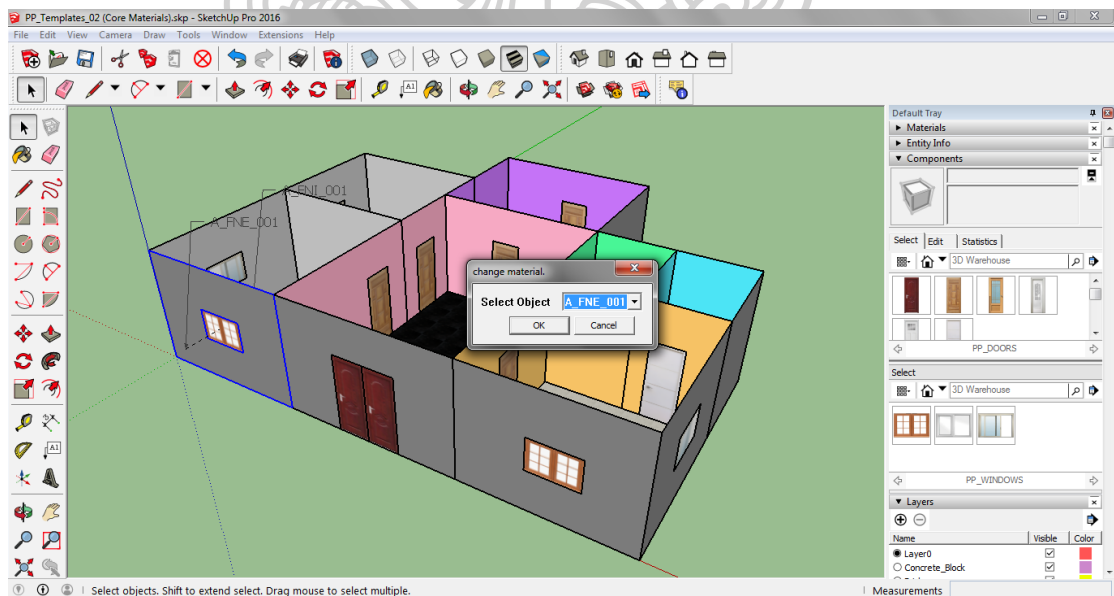 PP_Templates_02 (Core Materials).skp - SketchUp Pro 2016
File Edit View Camera Draw Tools Window Extensions Help
A1
Default Tray
Materials
Entity Info
Components
Select Edit Statistics
3D Warehouse
PP_DOORS
Select
3D Warehouse
PP_WINDOWS
Layers
Name Visible Color
Layer0
Concrete_Block
A_FNI_001
A_FNE_001
change material.
Select Object A_FNE_001
OK Cancel
A1
Select objects. Shift to extend select. Drag mouse to select multiple.
Measurements